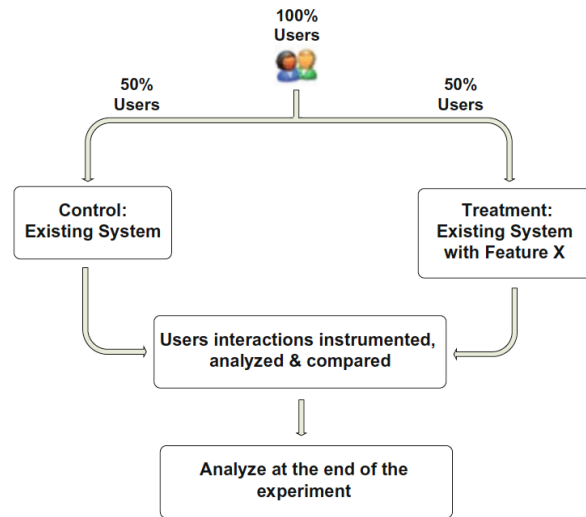 100%
Users
50%
Users
50%
Users
Control:
Existing System
Treatment:
Existing System
with Feature X
Users interactions instrumented,
analyzed & compared
Analyze at the end of the
experiment